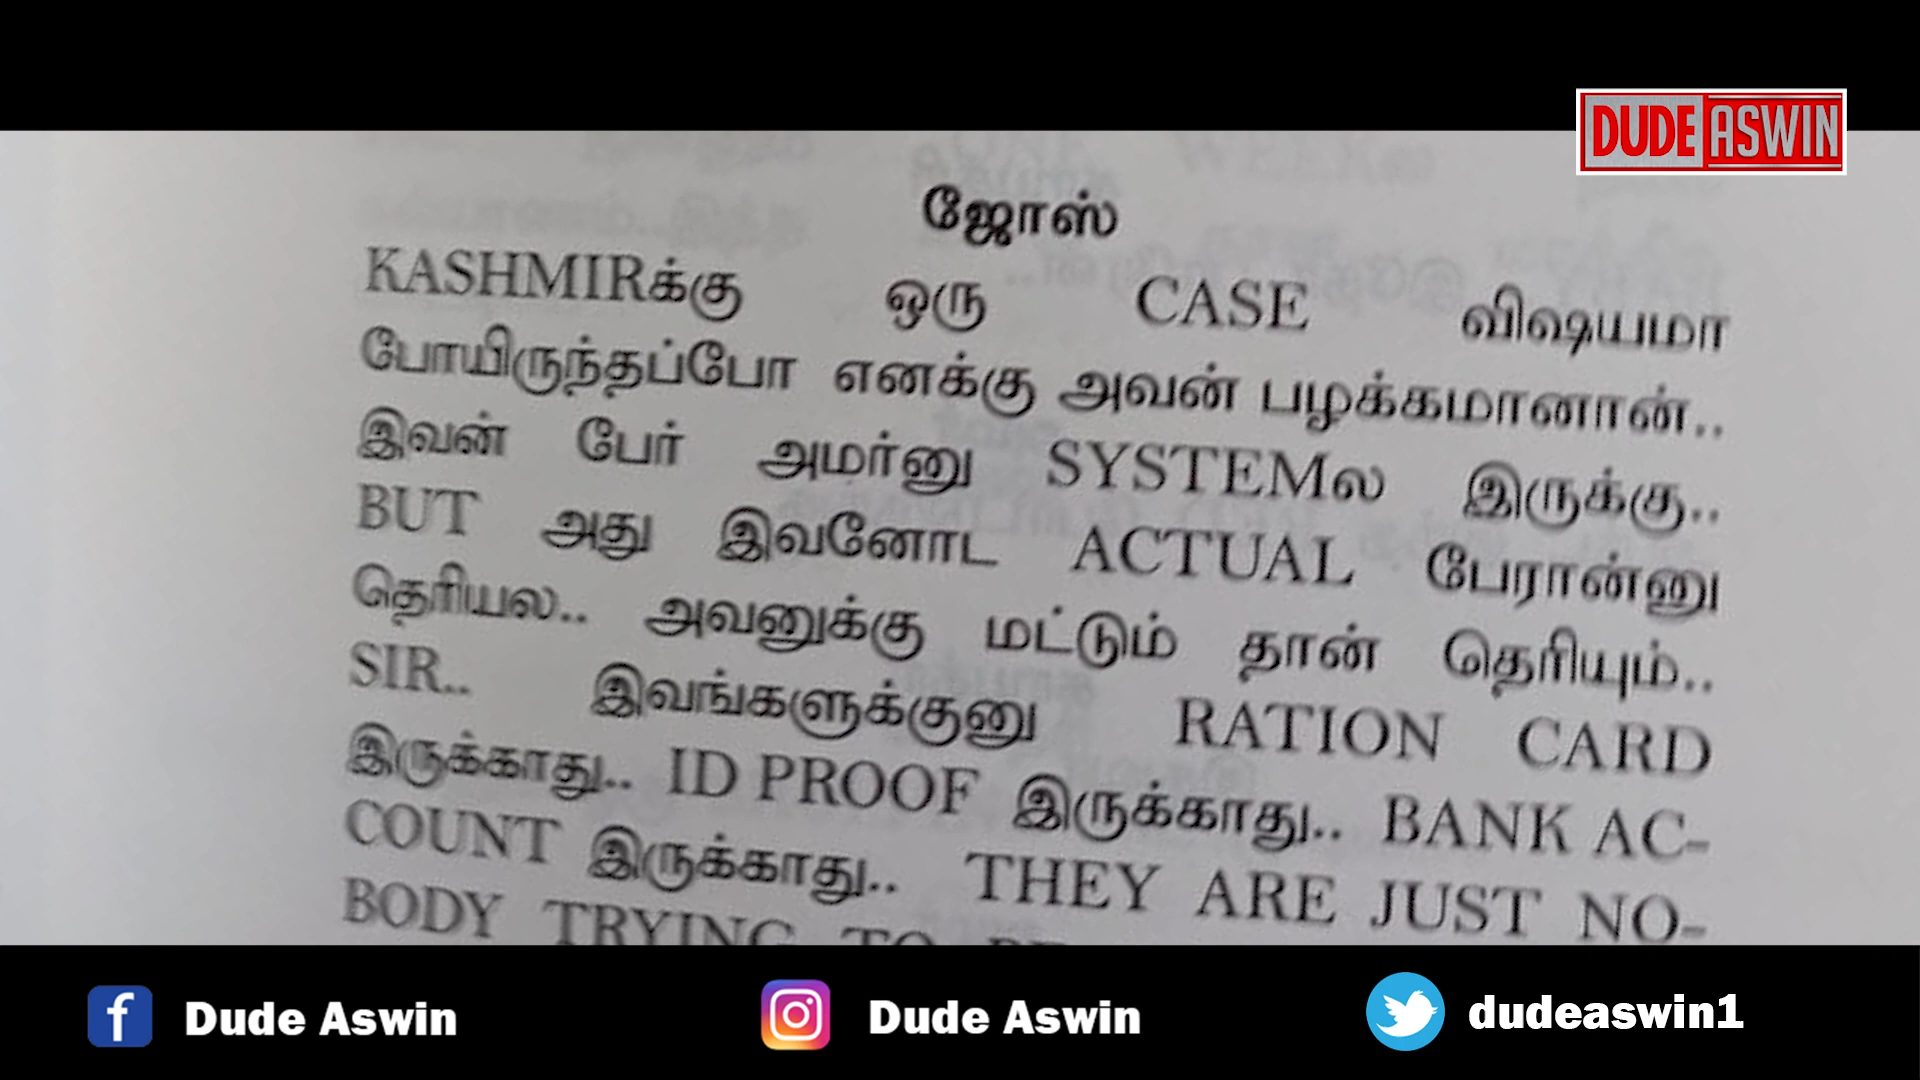 DUDE ASWIN
ஜோஸ்
KASHMIRக்கு ஒரு CASE விஷயமா
போயிருந்தப்போ எனக்கு அவன் பழக்கமானான்..
இவன் பேர் அமர்னு SYSTEMல இருக்கு..
BUT அது இவனோட ACTUAL பேரான்னு
தெரியல.. அவனுக்கு மட்டும் தான் தெரியும்..
SIR.. இவங்களுக்குனு RATION CARD
இருக்காது.. ID PROOF இருக்காது.. BANK AC-
COUNT இருக்காது.. THEY ARE JUST NO-
BODY TRYING TO
Dude Aswin
Dude Aswin
dudeaswin1